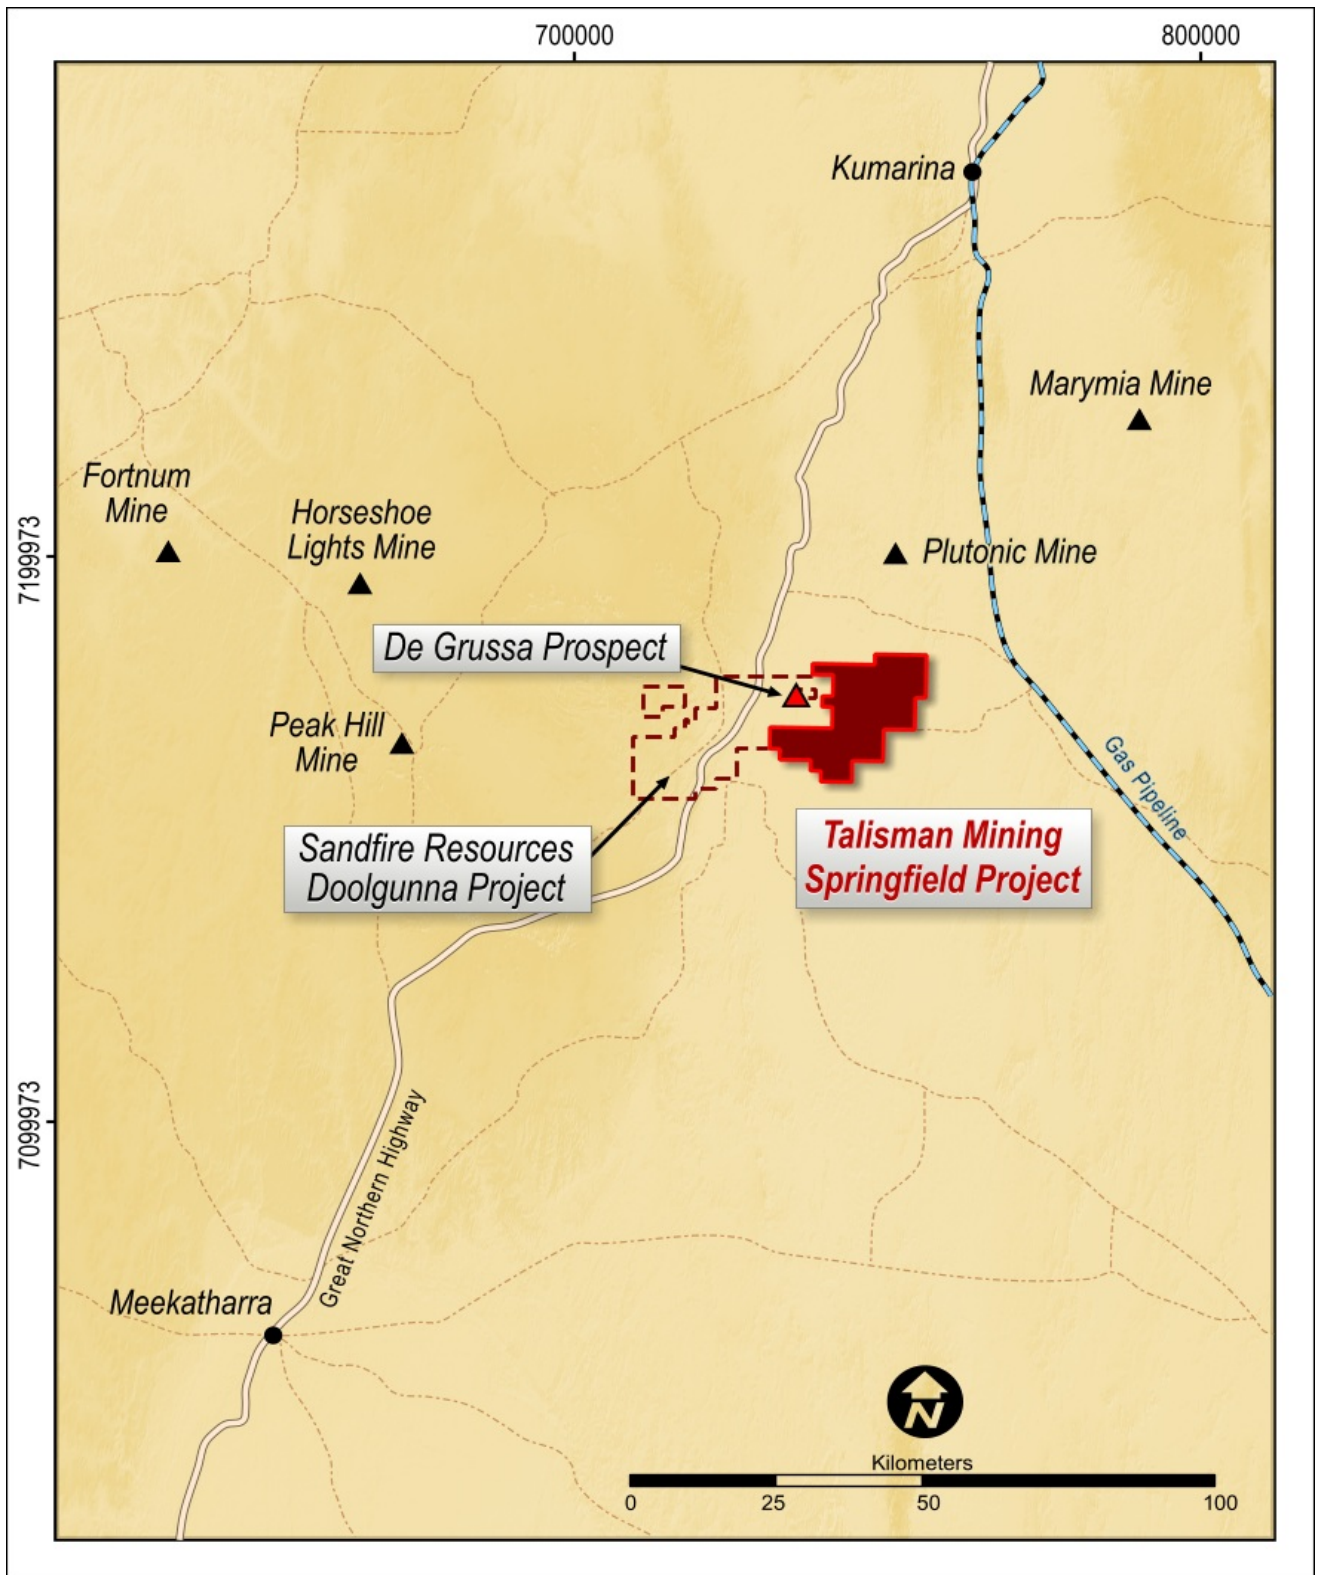 700000
800000
Kumarina
Marymia Mine
Fortnum
Mine
Horseshoe
Lights Mine
7199973
Plutonic Mine
De Grussa Prospect
Peak Hill
Mine
Gas Pipeline
Sandfire Resources
Doolgunna Project
Talisman Mining
Springfield Project
7099973
Great Northern Highway
Meekatharra
N
Kilometers
0 25 50 100